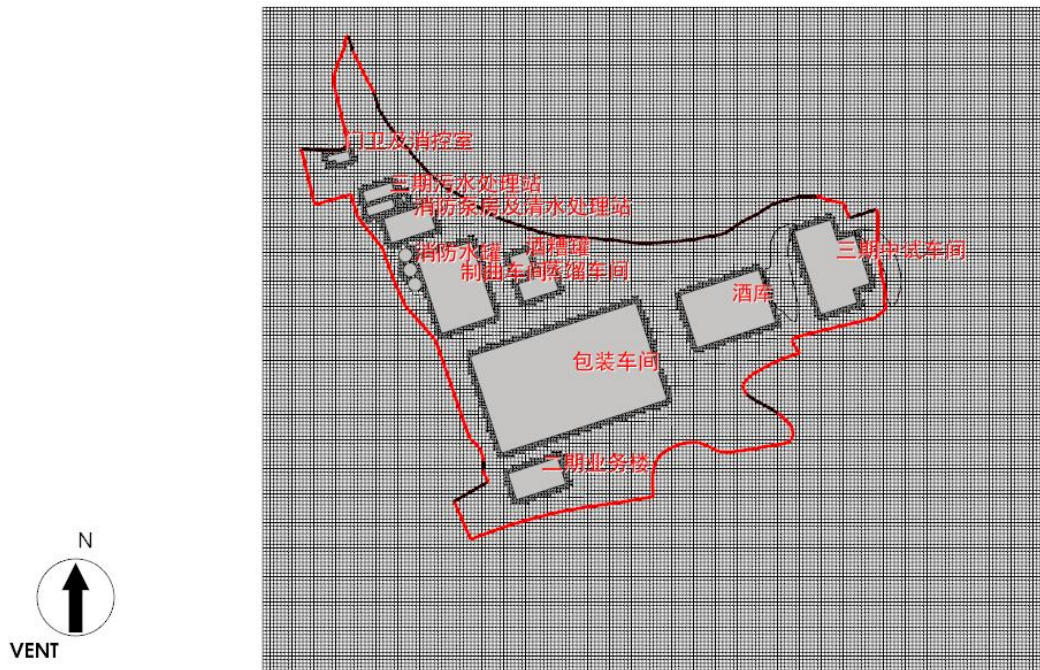 门卫及消控室
三期污水处理站
消防泵房及清水处理站
消防水罐
酒糟罐
制曲车间
蒸馏车间
三期中试车间
酒库
包装车间
二期业务楼
N
VENT